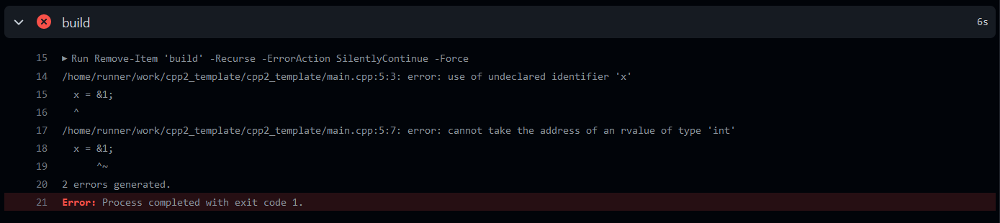 build 6s
15 ▶ Run Remove-Item 'build' -Recurse -ErrorAction SilentlyContinue -Force
14 /home/runner/work/cpp2_template/cpp2_template/main.cpp:5:3: error: use of undeclared identifier 'x'
15   x = &1;
16   ^
17 /home/runner/work/cpp2_template/cpp2_template/main.cpp:5:7: error: cannot take the address of an rvalue of type 'int'
18   x = &1;
19       ^~
20 2 errors generated.
21 Error: Process completed with exit code 1.